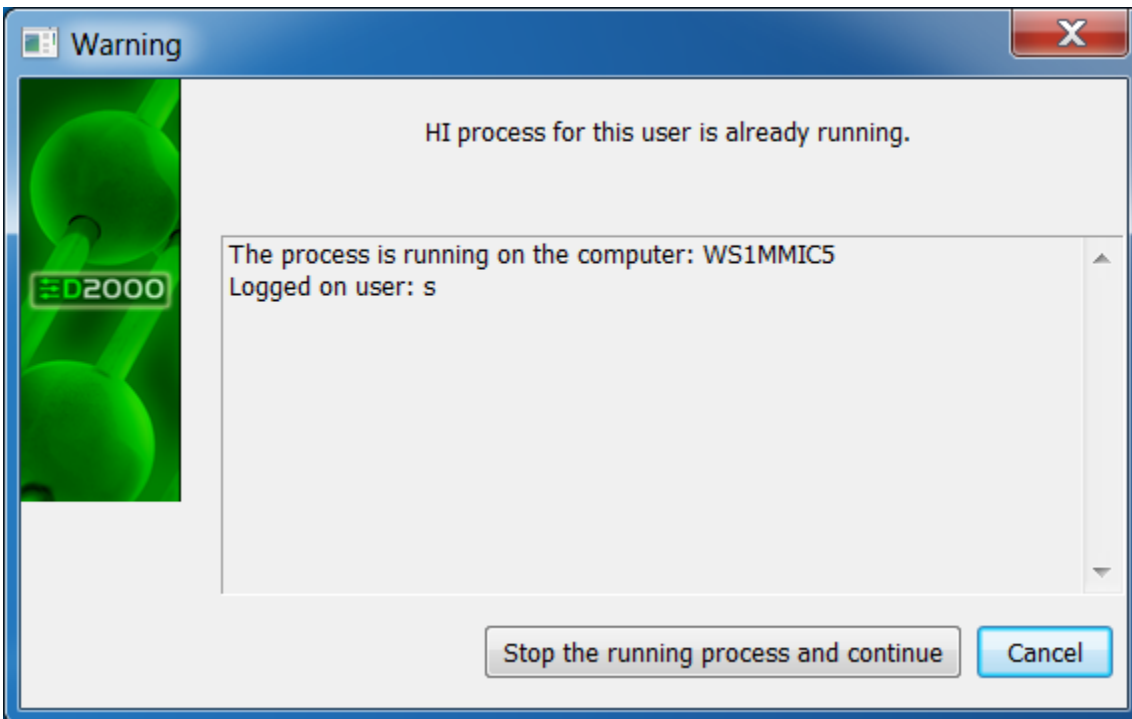 Warning
HI process for this user is already running.
The process is running on the computer: WS1MMIC5
Logged on user: s
D2000
Stop the running process and continue
Cancel